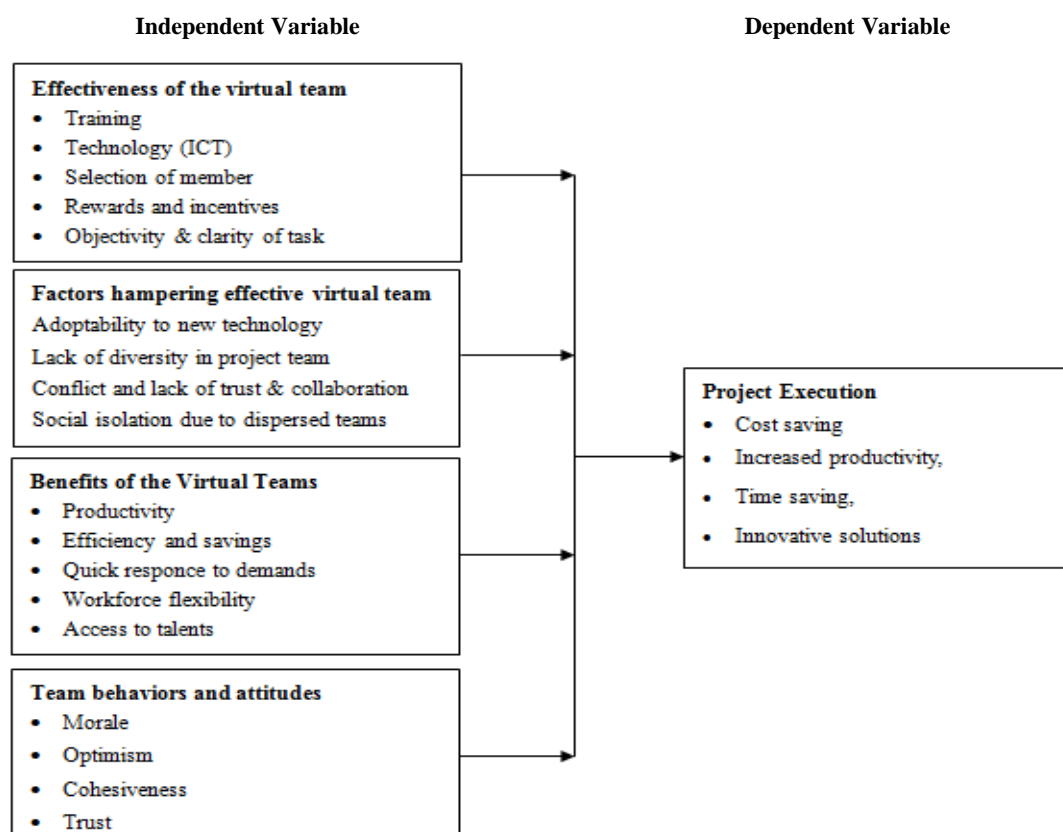 Independent Variable
Dependent Variable
Effectiveness of the virtual team
• Training
• Technology (ICT)
• Selection of member
• Rewards and incentives
• Objectivity & clarity of task
Factors hampering effective virtual team
Adoptability to new technology
Lack of diversity in project team
Conflict and lack of trust & collaboration
Social isolation due to dispersed teams
Benefits of the Virtual Teams
• Productivity
• Efficiency and savings
• Quick responce to demands
• Workforce flexibility
• Access to talents
Team behaviors and attitudes
• Morale
• Optimism
• Cohesiveness
• Trust
Project Execution
• Cost saving
• Increased productivity,
• Time saving,
• Innovative solutions